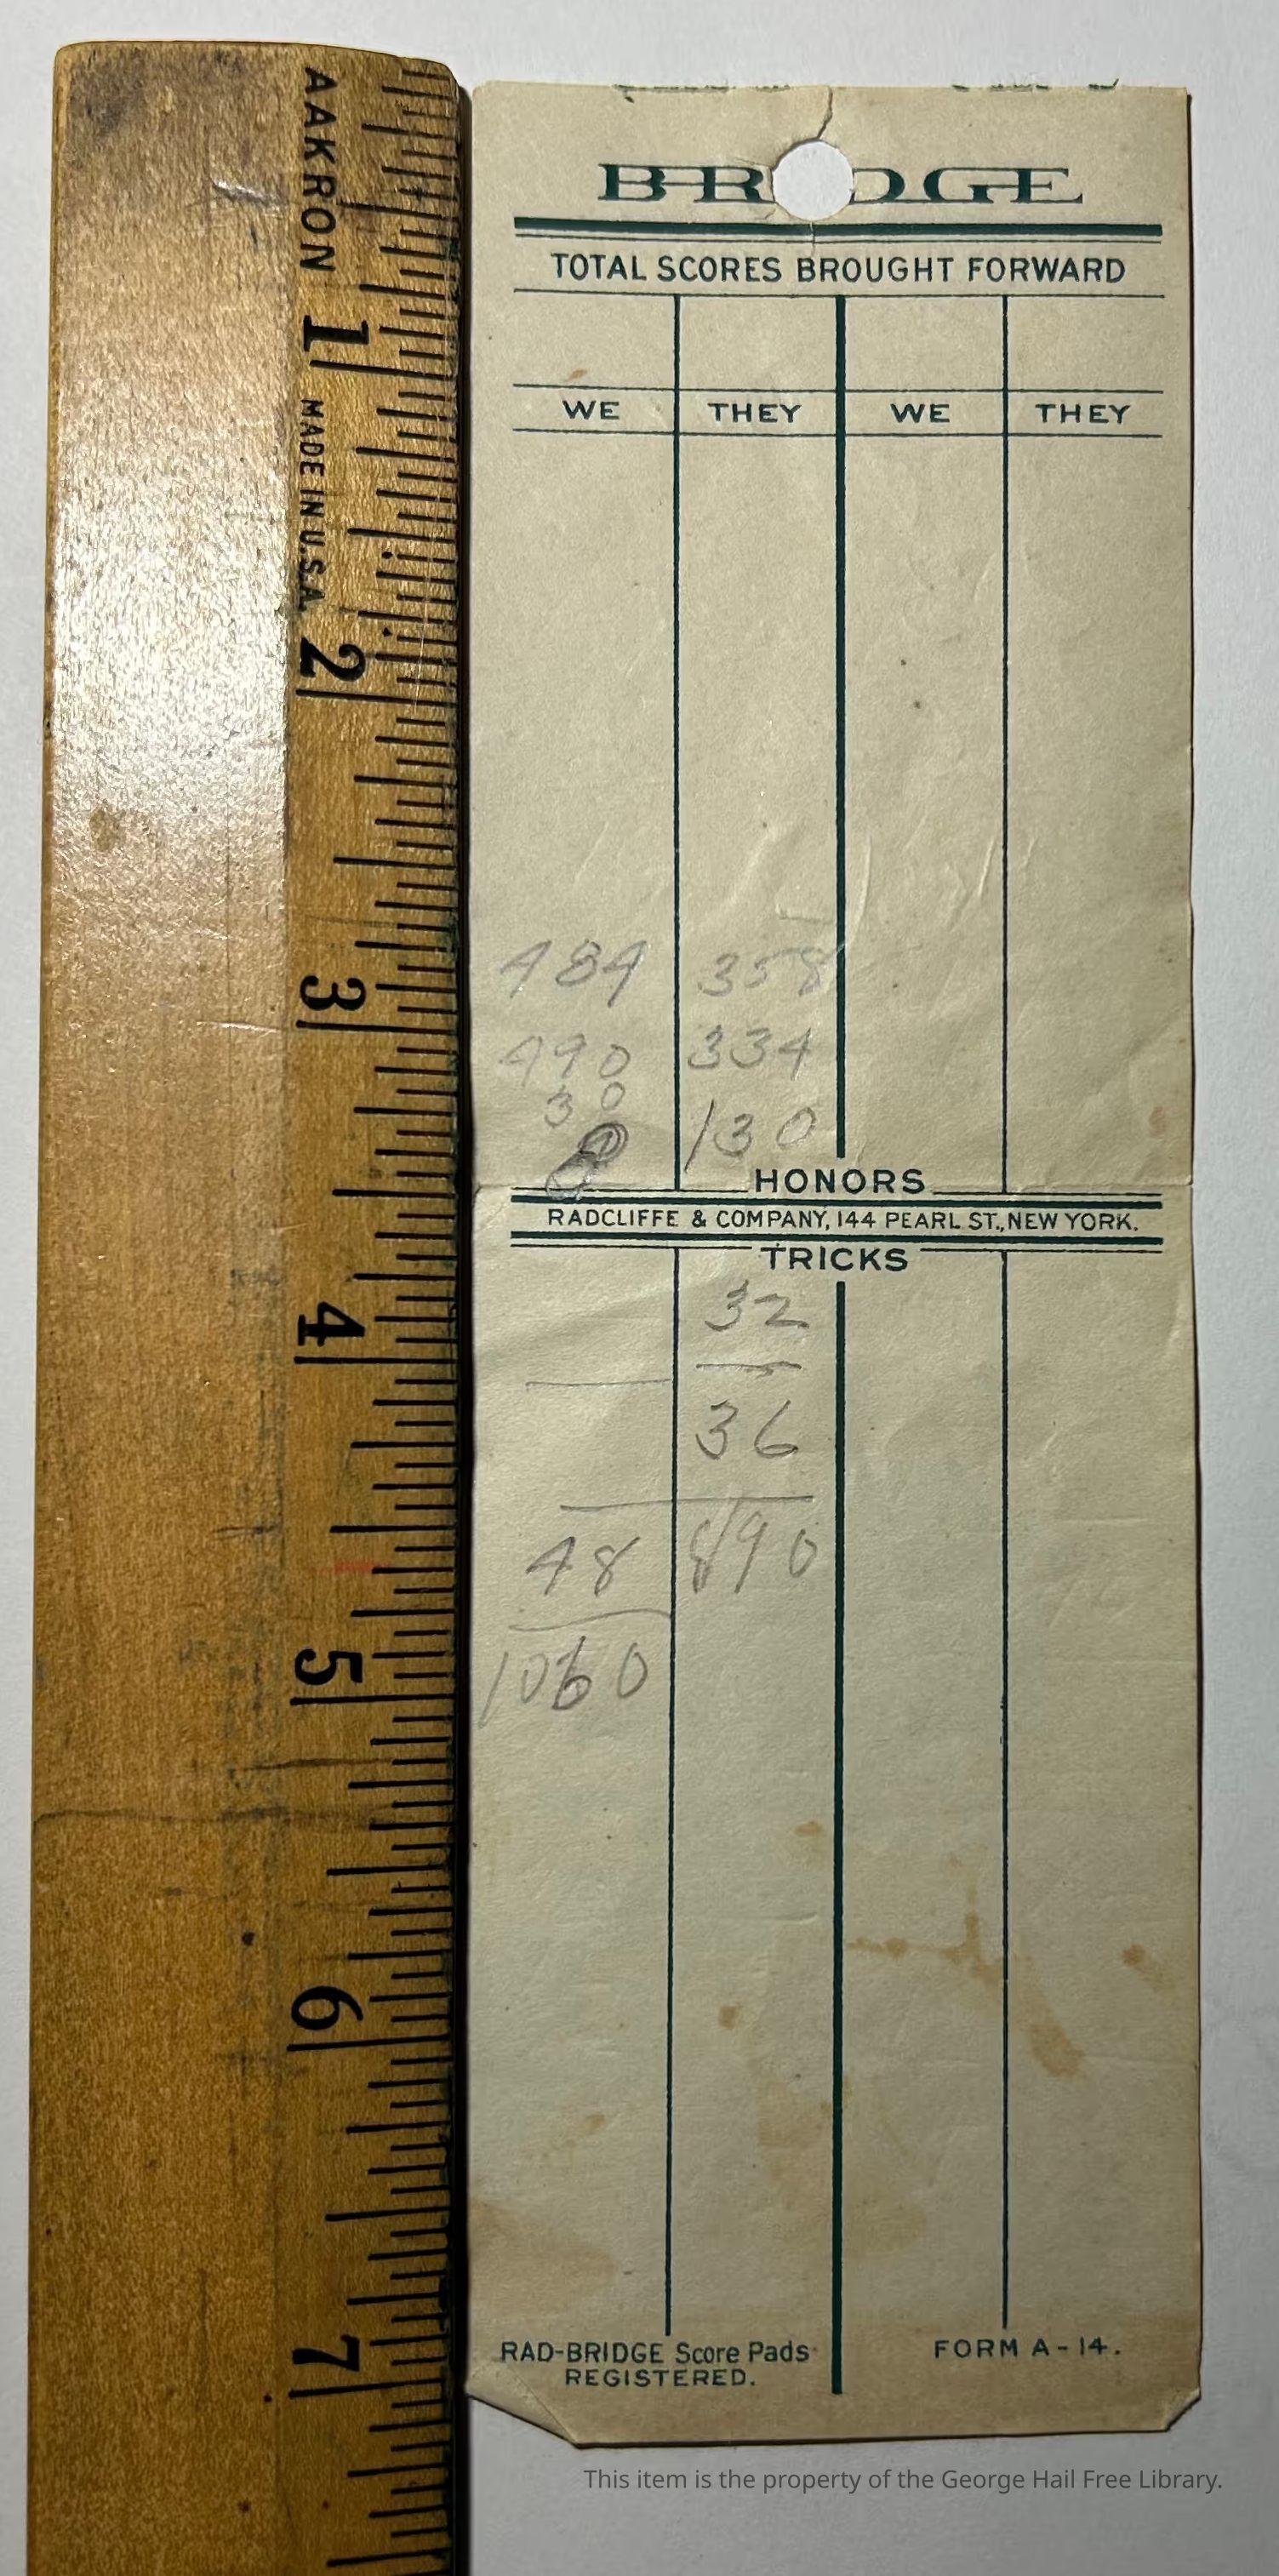 AAKRON
MADE IN U.S.A.
1
2
3
4
5
6
7
BRIDGE
TOTAL SCORES BROUGHT FORWARD
WE THEY WE THEY
484 358
490 334
30 130
HONORS
RADCLIFFE & COMPANY, 144 PEARL ST., NEW YORK.
TRICKS
32
36
48 890
1060
RAD-BRIDGE Score Pads FORM A-14.
REGISTERED.
This item is the property of the George Hail Free Library.